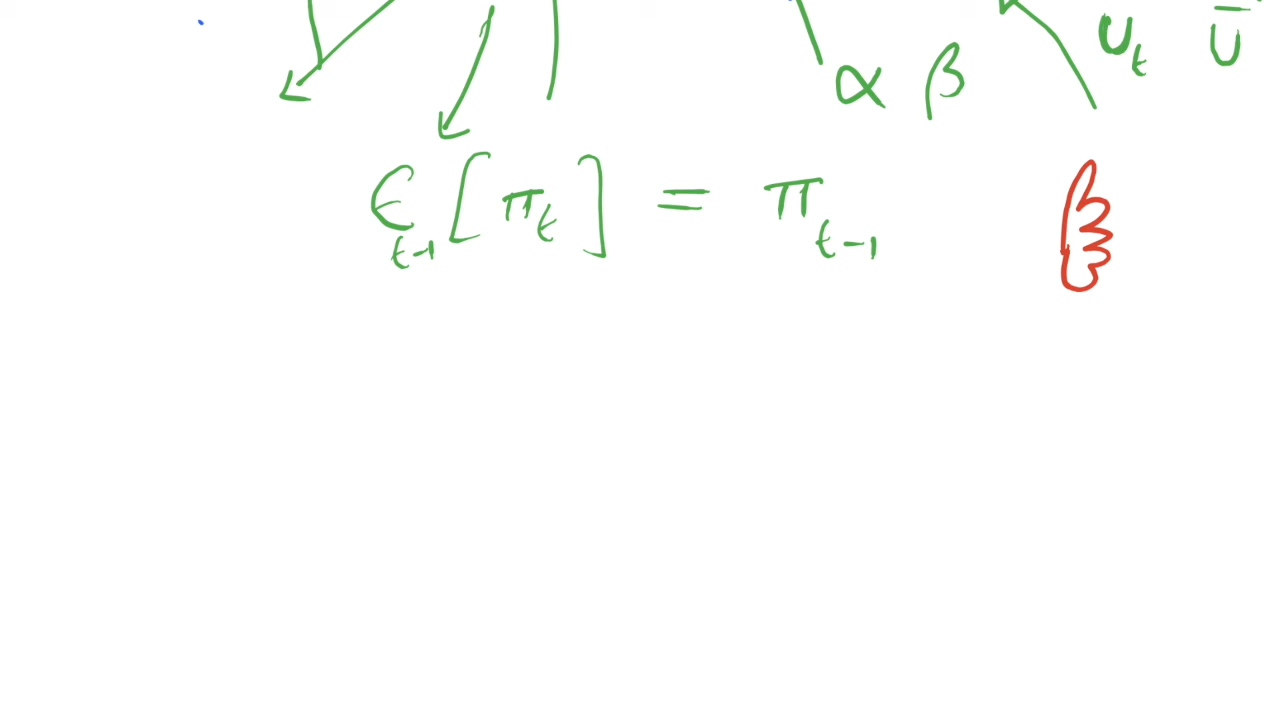 α β u_t ū
E_{t-1} [π_t] = π_{t-1}